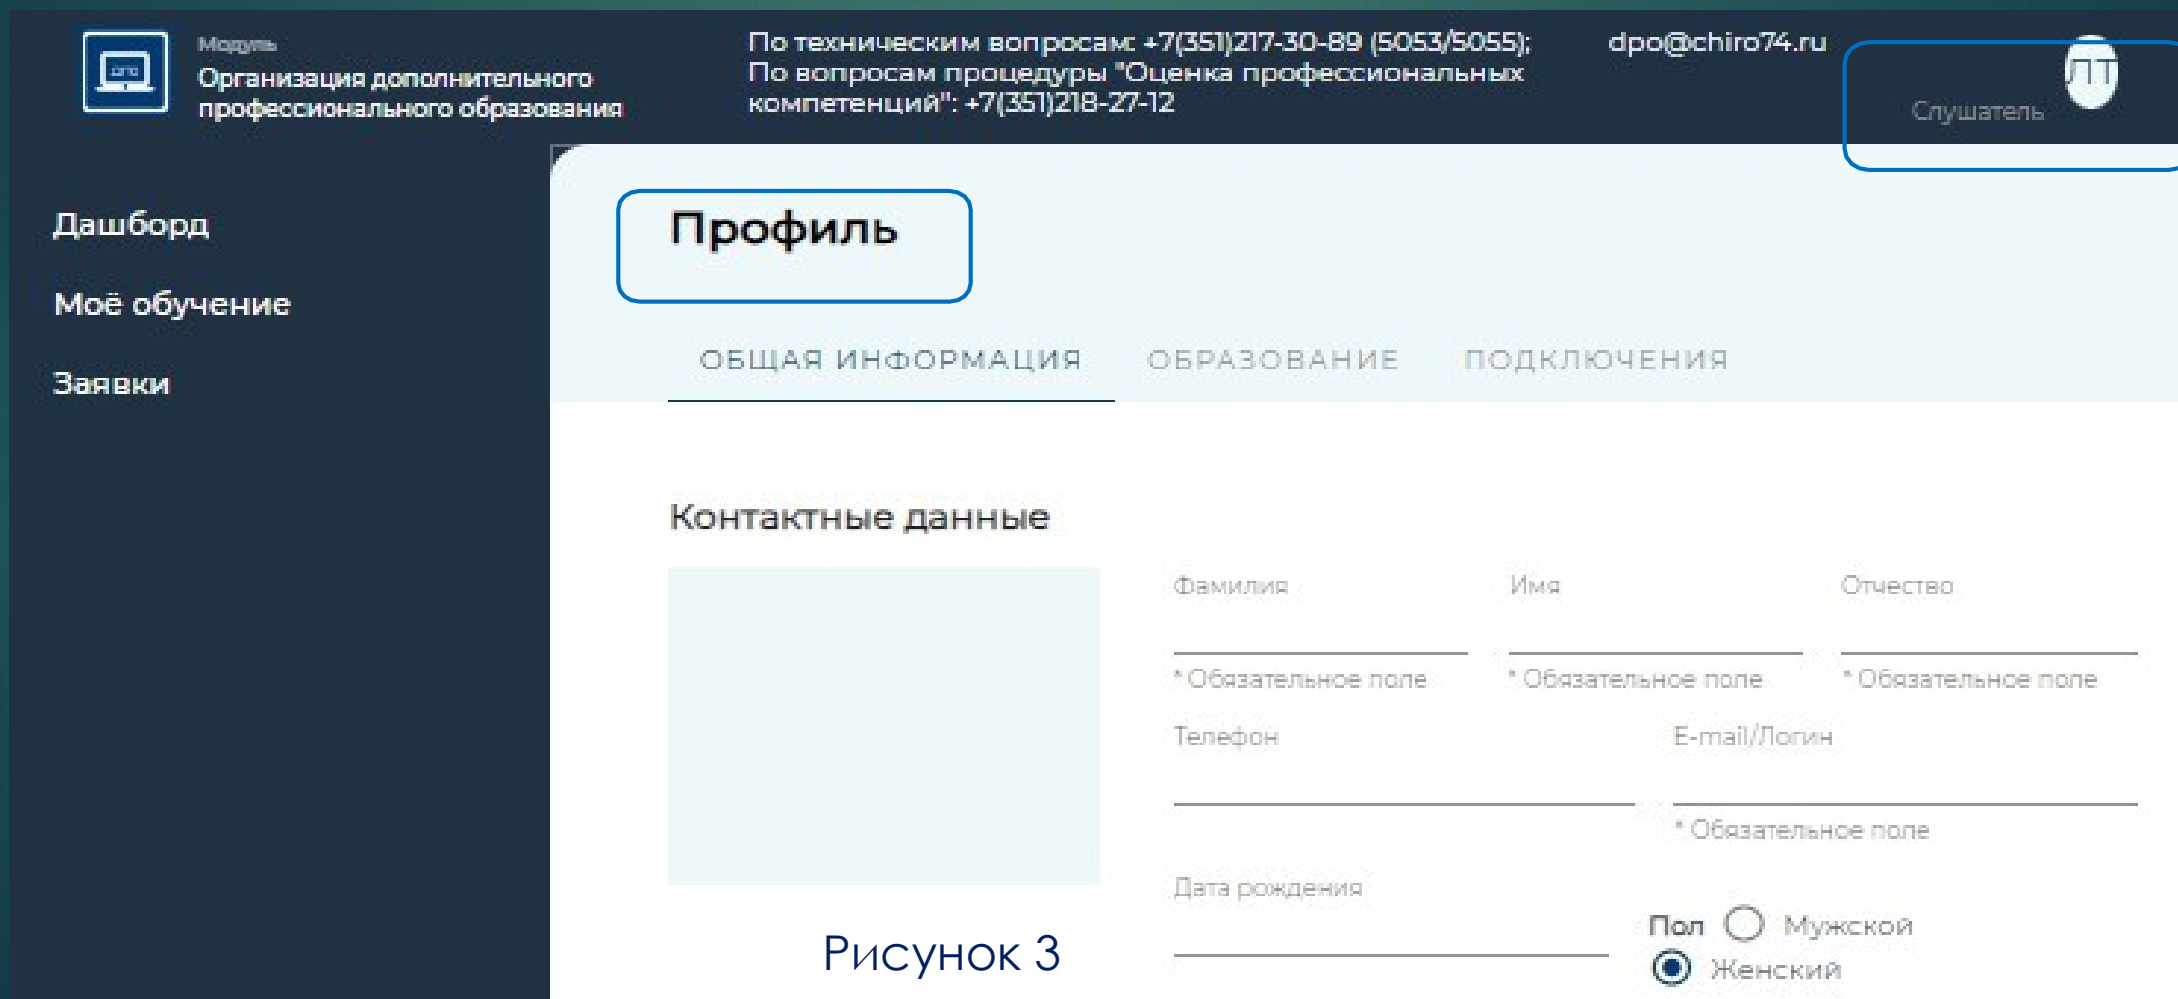 Модуль
Организация дополнительного
профессионального образования
дпо
По техническим вопросам: +7(351)217-30-89 (5053/5055);
По вопросам процедуры "Оценка профессиональных
компетенций": +7(351)218-27-12
dpo@chiro74.ru
Слушатель
ЛТ
Дашборд
Моё обучение
Заявки
Профиль
ОБЩАЯ ИНФОРМАЦИЯ ОБРАЗОВАНИЕ ПОДКЛЮЧЕНИЯ
Контактные данные
Фамилия Имя Отчество
* Обязательное поле * Обязательное поле * Обязательное поле
Телефон E-mail/Логин
* Обязательное поле
Дата рождения
Пол Мужской
Женский
Рисунок 3